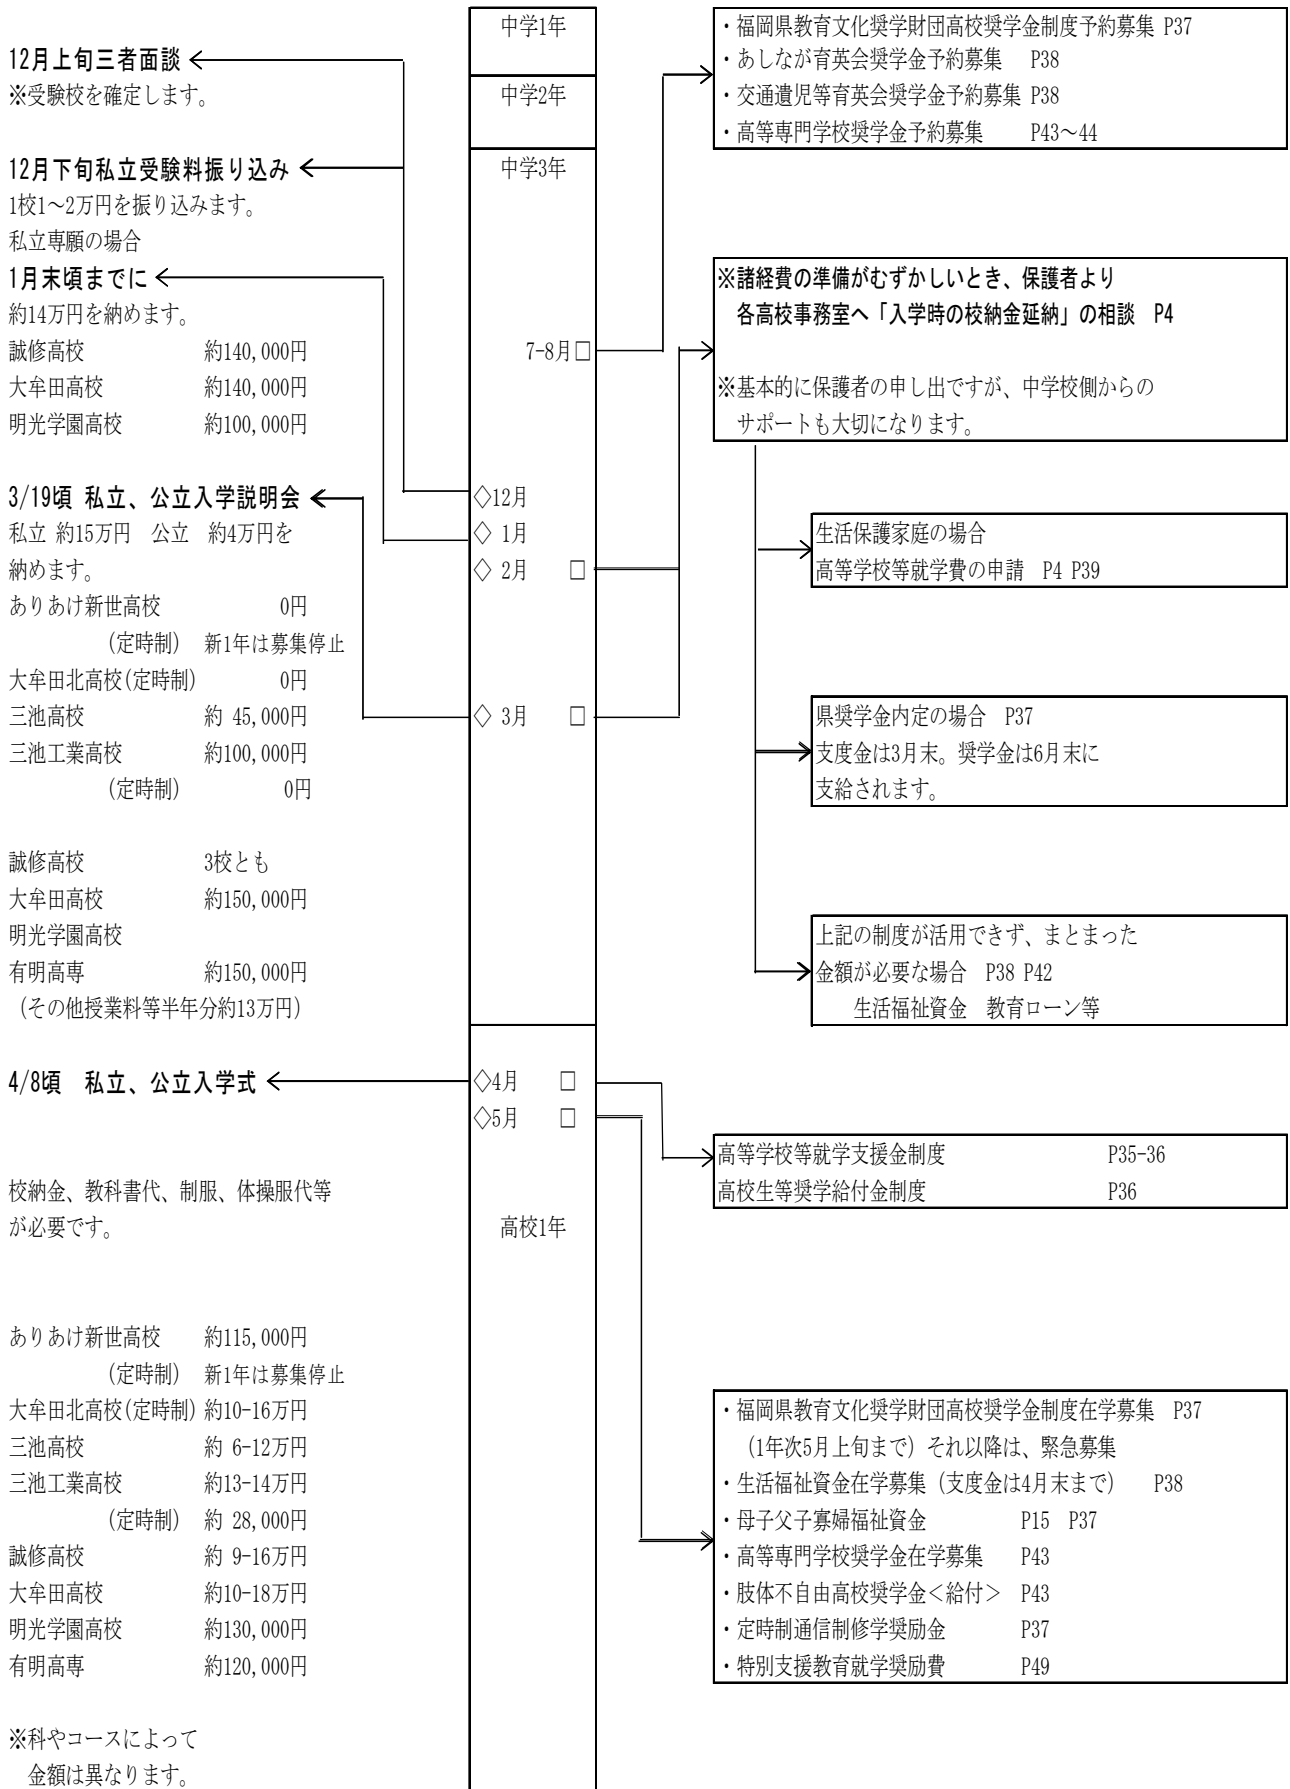 12月上旬三者面談
※受験校を確定します。
12月下旬私立受験料振り込み
1校1～2万円を振り込みます。
私立専願の場合
1月末頃までに
約14万円を納めます。
誠修高校 約140,000円
大牟田高校 約140,000円
明光学園高校 約100,000円
3/19頃 私立、公立入学説明会
私立 約15万円 公立 約4万円を
納めます。
ありあけ新世高校 0円
(定時制) 新1年は募集停止
大牟田北高校(定時制) 0円
三池高校 約 45,000円
三池工業高校 約100,000円
(定時制) 0円
誠修高校 3校とも
大牟田高校 約150,000円
明光学園高校
有明高専 約150,000円
(その他授業料等半年分約13万円)
4/8頃 私立、公立入学式
校納金、教科書代、制服、体操服代等
が必要です。
ありあけ新世高校 約115,000円
(定時制) 新1年は募集停止
大牟田北高校(定時制) 約10-16万円
三池高校 約 6-12万円
三池工業高校 約13-14万円
(定時制) 約 28,000円
誠修高校 約 9-16万円
大牟田高校 約10-18万円
明光学園高校 約130,000円
有明高専 約120,000円
※科やコースによって
金額は異なります。
中学1年
中学2年
中学3年
7-8月□
◇12月
◇ 1月
◇ 2月 □
◇ 3月 □
◇4月 □
◇5月 □
高校1年
・福岡県教育文化奨学財団高校奨学金制度予約募集 P37
・あしなが育英会奨学金予約募集 P38
・交通遺児等育英会奨学金予約募集 P38
・高等専門学校奨学金予約募集 P43～44
※諸経費の準備がむずかしいとき、保護者より
各高校事務室へ「入学時の校納金延納」の相談 P4
※基本的に保護者の申し出ですが、中学校側からの
サポートも大切になります。
生活保護家庭の場合
高等学校等就学費の申請 P4 P39
県奨学金内定の場合 P37
支度金は3月末。奨学金は6月末に
支給されます。
上記の制度が活用できず、まとまった
金額が必要な場合 P38 P42
生活福祉資金 教育ローン等
高等学校等就学支援金制度 P35-36
高校生等奨学給付金制度 P36
・福岡県教育文化奨学財団高校奨学金制度在学募集 P37
(1年次5月上旬まで) それ以降は、緊急募集
・生活福祉資金在学募集 (支度金は4月末まで) P38
・母子父子寡婦福祉資金 P15 P37
・高等専門学校奨学金在学募集 P43
・肢体不自由高校奨学金＜給付＞ P43
・定時制通信制修学奨励金 P37
・特別支援教育就学奨励費 P49